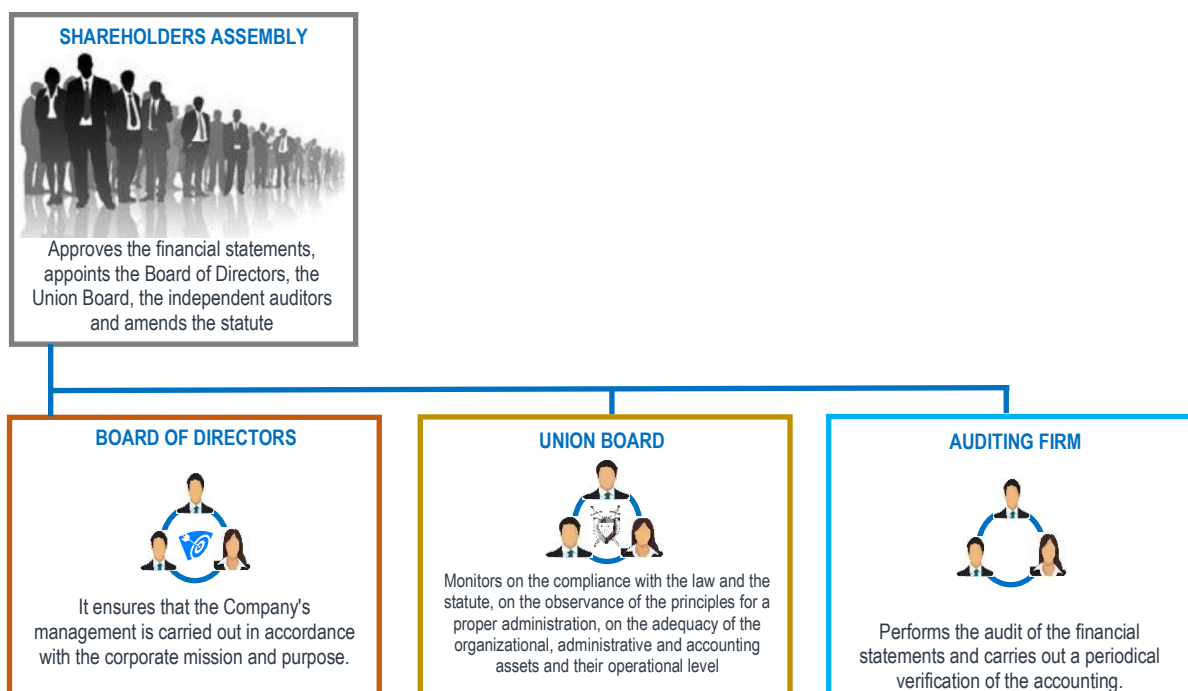 SHAREHOLDERS ASSEMBLY
Approves the financial statements,
appoints the Board of Directors, the
Union Board, the independent auditors
and amends the statute
BOARD OF DIRECTORS
It ensures that the Company's
management is carried out in accordance
with the corporate mission and purpose.
UNION BOARD
Monitors on the compliance with the law and the
statute, on the observance of the principles for a
proper administration, on the adequacy of the
organizational, administrative and accounting
assets and their operational level
AUDITING FIRM
Performs the audit of the financial
statements and carries out a periodical
verification of the accounting.